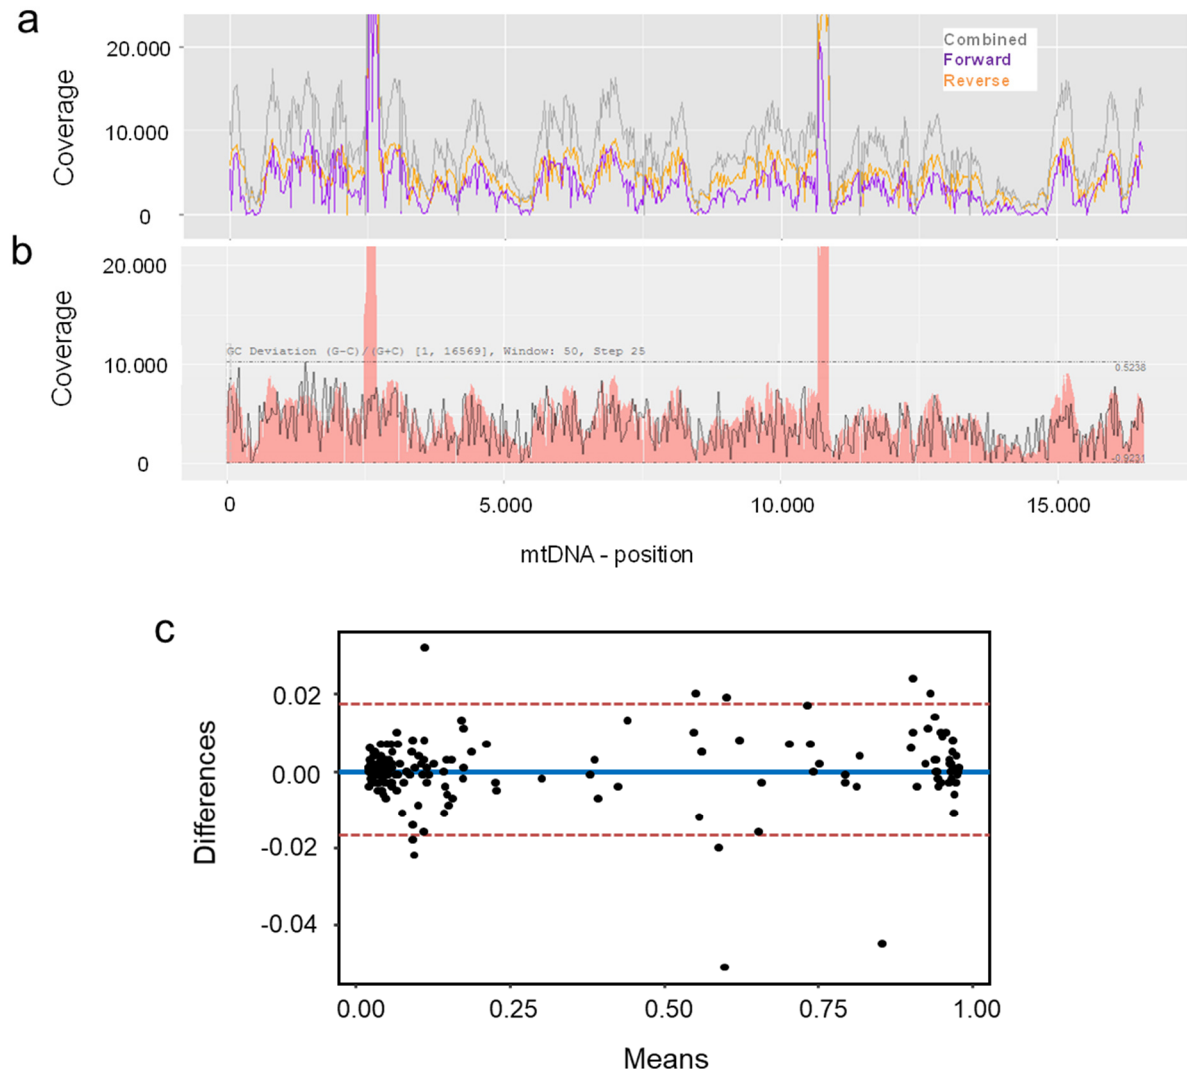 a
Coverage
20.000
10.000
0
Combined
Forward
Reverse
b
Coverage
20.000
10.000
0
GC Deviation (G-C)/(G+C) [1, 16569], Window: 50, Step 25
0.5238
-0.9231
0 5.000 10.000 15.000
mtDNA - position
c
Differences
0.02
0.00
-0.02
-0.04
0.00 0.25 0.50 0.75 1.00
Means